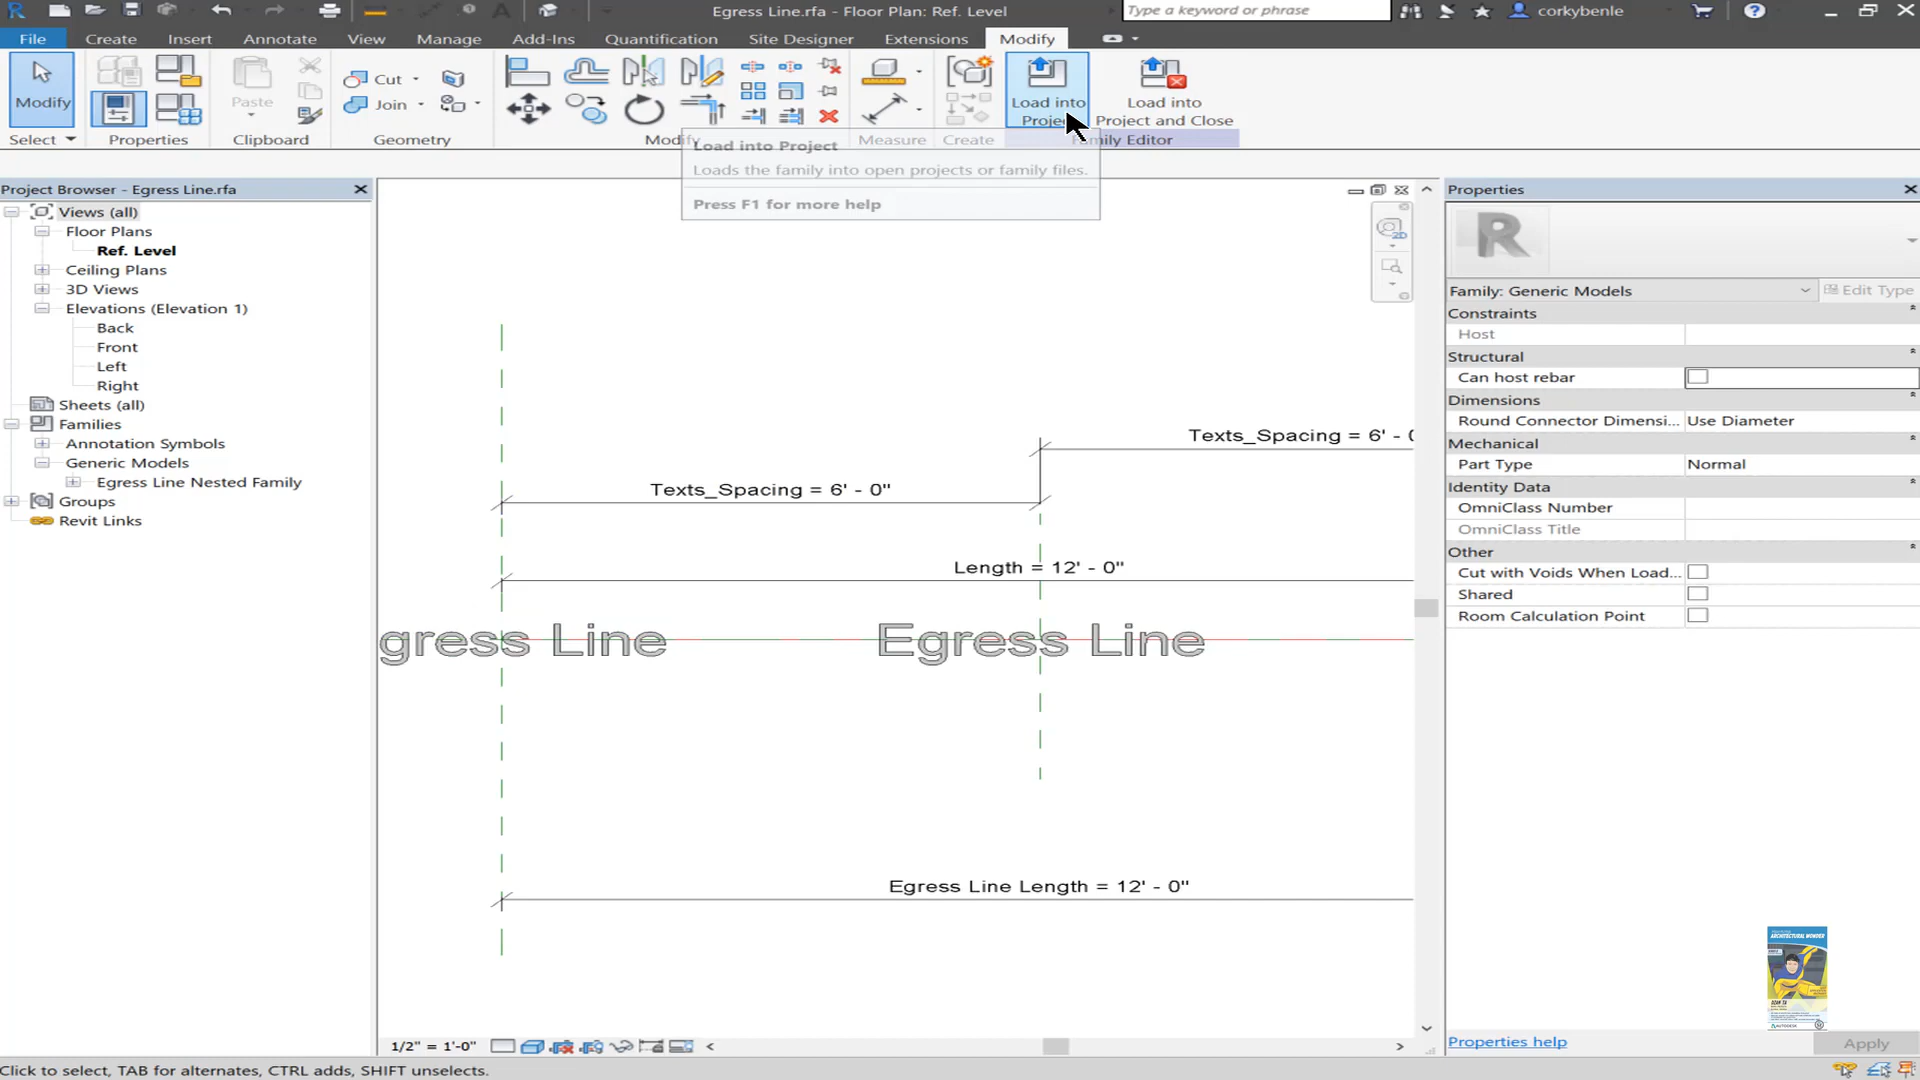 Egress Line.rfa - Floor Plan: Ref. Level
Type a keyword or phrase
corkybenle
File
Create
Insert
Annotate
View
Manage
Add-Ins
Quantification
Site Designer
Extensions
Modify
Modify
Select
Properties
Paste
Clipboard
Cut
Join
Geometry
Modify
Measure
Create
Load into
Project
Load into
Project and Close
Family Editor
Load into Project
Loads the family into open projects or family files.
Press F1 for more help
Project Browser - Egress Line.rfa
Views (all)
Floor Plans
Ref. Level
Ceiling Plans
3D Views
Elevations (Elevation 1)
Back
Front
Left
Right
Sheets (all)
Families
Annotation Symbols
Generic Models
Egress Line Nested Family
Groups
Revit Links
Texts_Spacing = 6' - 0
Texts_Spacing = 6' - 0"
Length = 12' - 0"
gress Line
Egress Line
Egress Line Length = 12' - 0"
Properties
Family: Generic Models
Edit Type
Constraints
Host
Structural
Can host rebar
Dimensions
Round Connector Dimensi... Use Diameter
Mechanical
Part Type Normal
Identity Data
OmniClass Number
OmniClass Title
Other
Cut with Voids When Load...
Shared
Room Calculation Point
ARCHITECTURAL WONDER
AUTODESK
Properties help
Apply
1/2" = 1'-0"
Click to select, TAB for alternates, CTRL adds, SHIFT unselects.